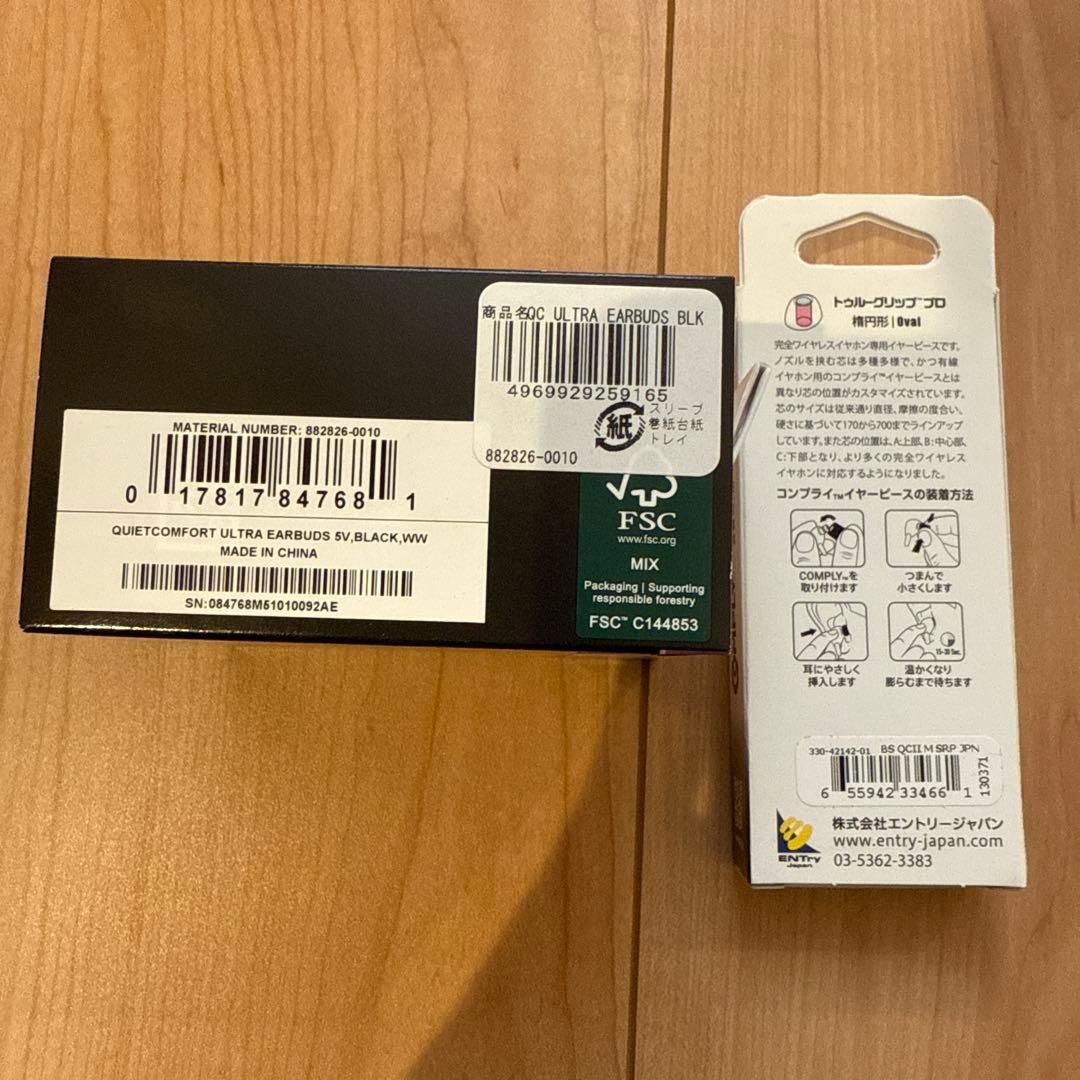 商品名QC ULTRA EARBUDS BLK
4969929259165
紙
スリーブ
巻紙台紙
トレイ
882826-0010
MATERIAL NUMBER: 882826-0010
0 17817 84768 1
QUIETCOMFORT ULTRA EARBUDS 5V,BLACK,WW
MADE IN CHINA
SN:084768M51010092AE
FSC
www.fsc.org
MIX
Packaging | Supporting
responsible forestry
FSC™ C144853
トゥルーグリップ™プロ
楕円形 | Oval
完全ワイヤレスイヤホン専用イヤーピースです。
ノズルを挟む芯は多種多様で、かつ有線
イヤホン用のコンプライ™イヤーピースとは
異なり芯の位置がカスタマイズされています。
芯のサイズは従来通り直径、摩擦の度合い、
硬さに基づいて170から700までラインアップ
しています。また芯の位置は、A:上部、B:中心部、
C:下部となり、より多くの完全ワイヤレス
イヤホンに対応するようになりました。
コンプライ™イヤーピースの装着方法
COMPLY™を
取り付けます
つまんで
小さくします
15-30 Sec.
耳にやさしく
挿入します
温かくなり
膨らむまで待ちます
330-42142-01 BS QCII M SRP JPN
6 55942 33466 1
130371
ENTry
Japan
株式会社エントリージャパン
www.entry-japan.com
03-5362-3383